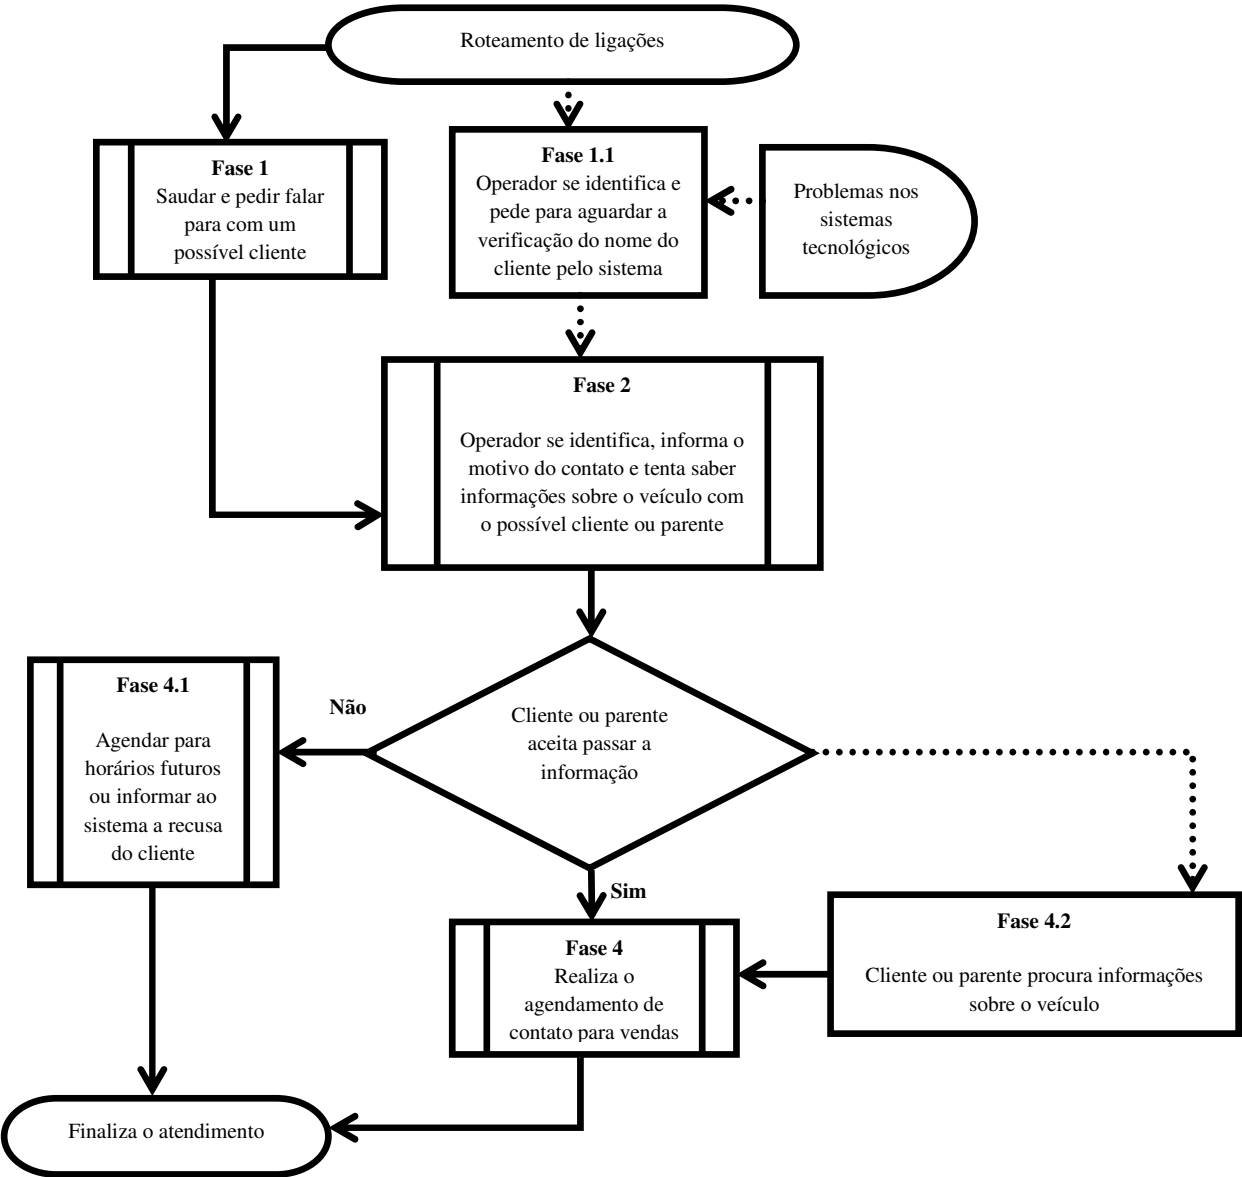 Roteamento de ligações
Fase 1
Saudar e pedir falar
para com um
possível cliente
Fase 1.1
Operador se identifica e
pede para aguardar a
verificação do nome do
cliente pelo sistema
Problemas nos
sistemas
tecnológicos
Fase 2
Operador se identifica, informa o
motivo do contato e tenta saber
informações sobre o veículo com
o possível cliente ou parente
Fase 4.1
Agendar para
horários futuros
ou informar ao
sistema a recusa
do cliente
Não
Cliente ou parente
aceita passar a
informação
Sim
Fase 4
Realiza o
agendamento de
contato para vendas
Fase 4.2
Cliente ou parente procura informações
sobre o veículo
Finaliza o atendimento